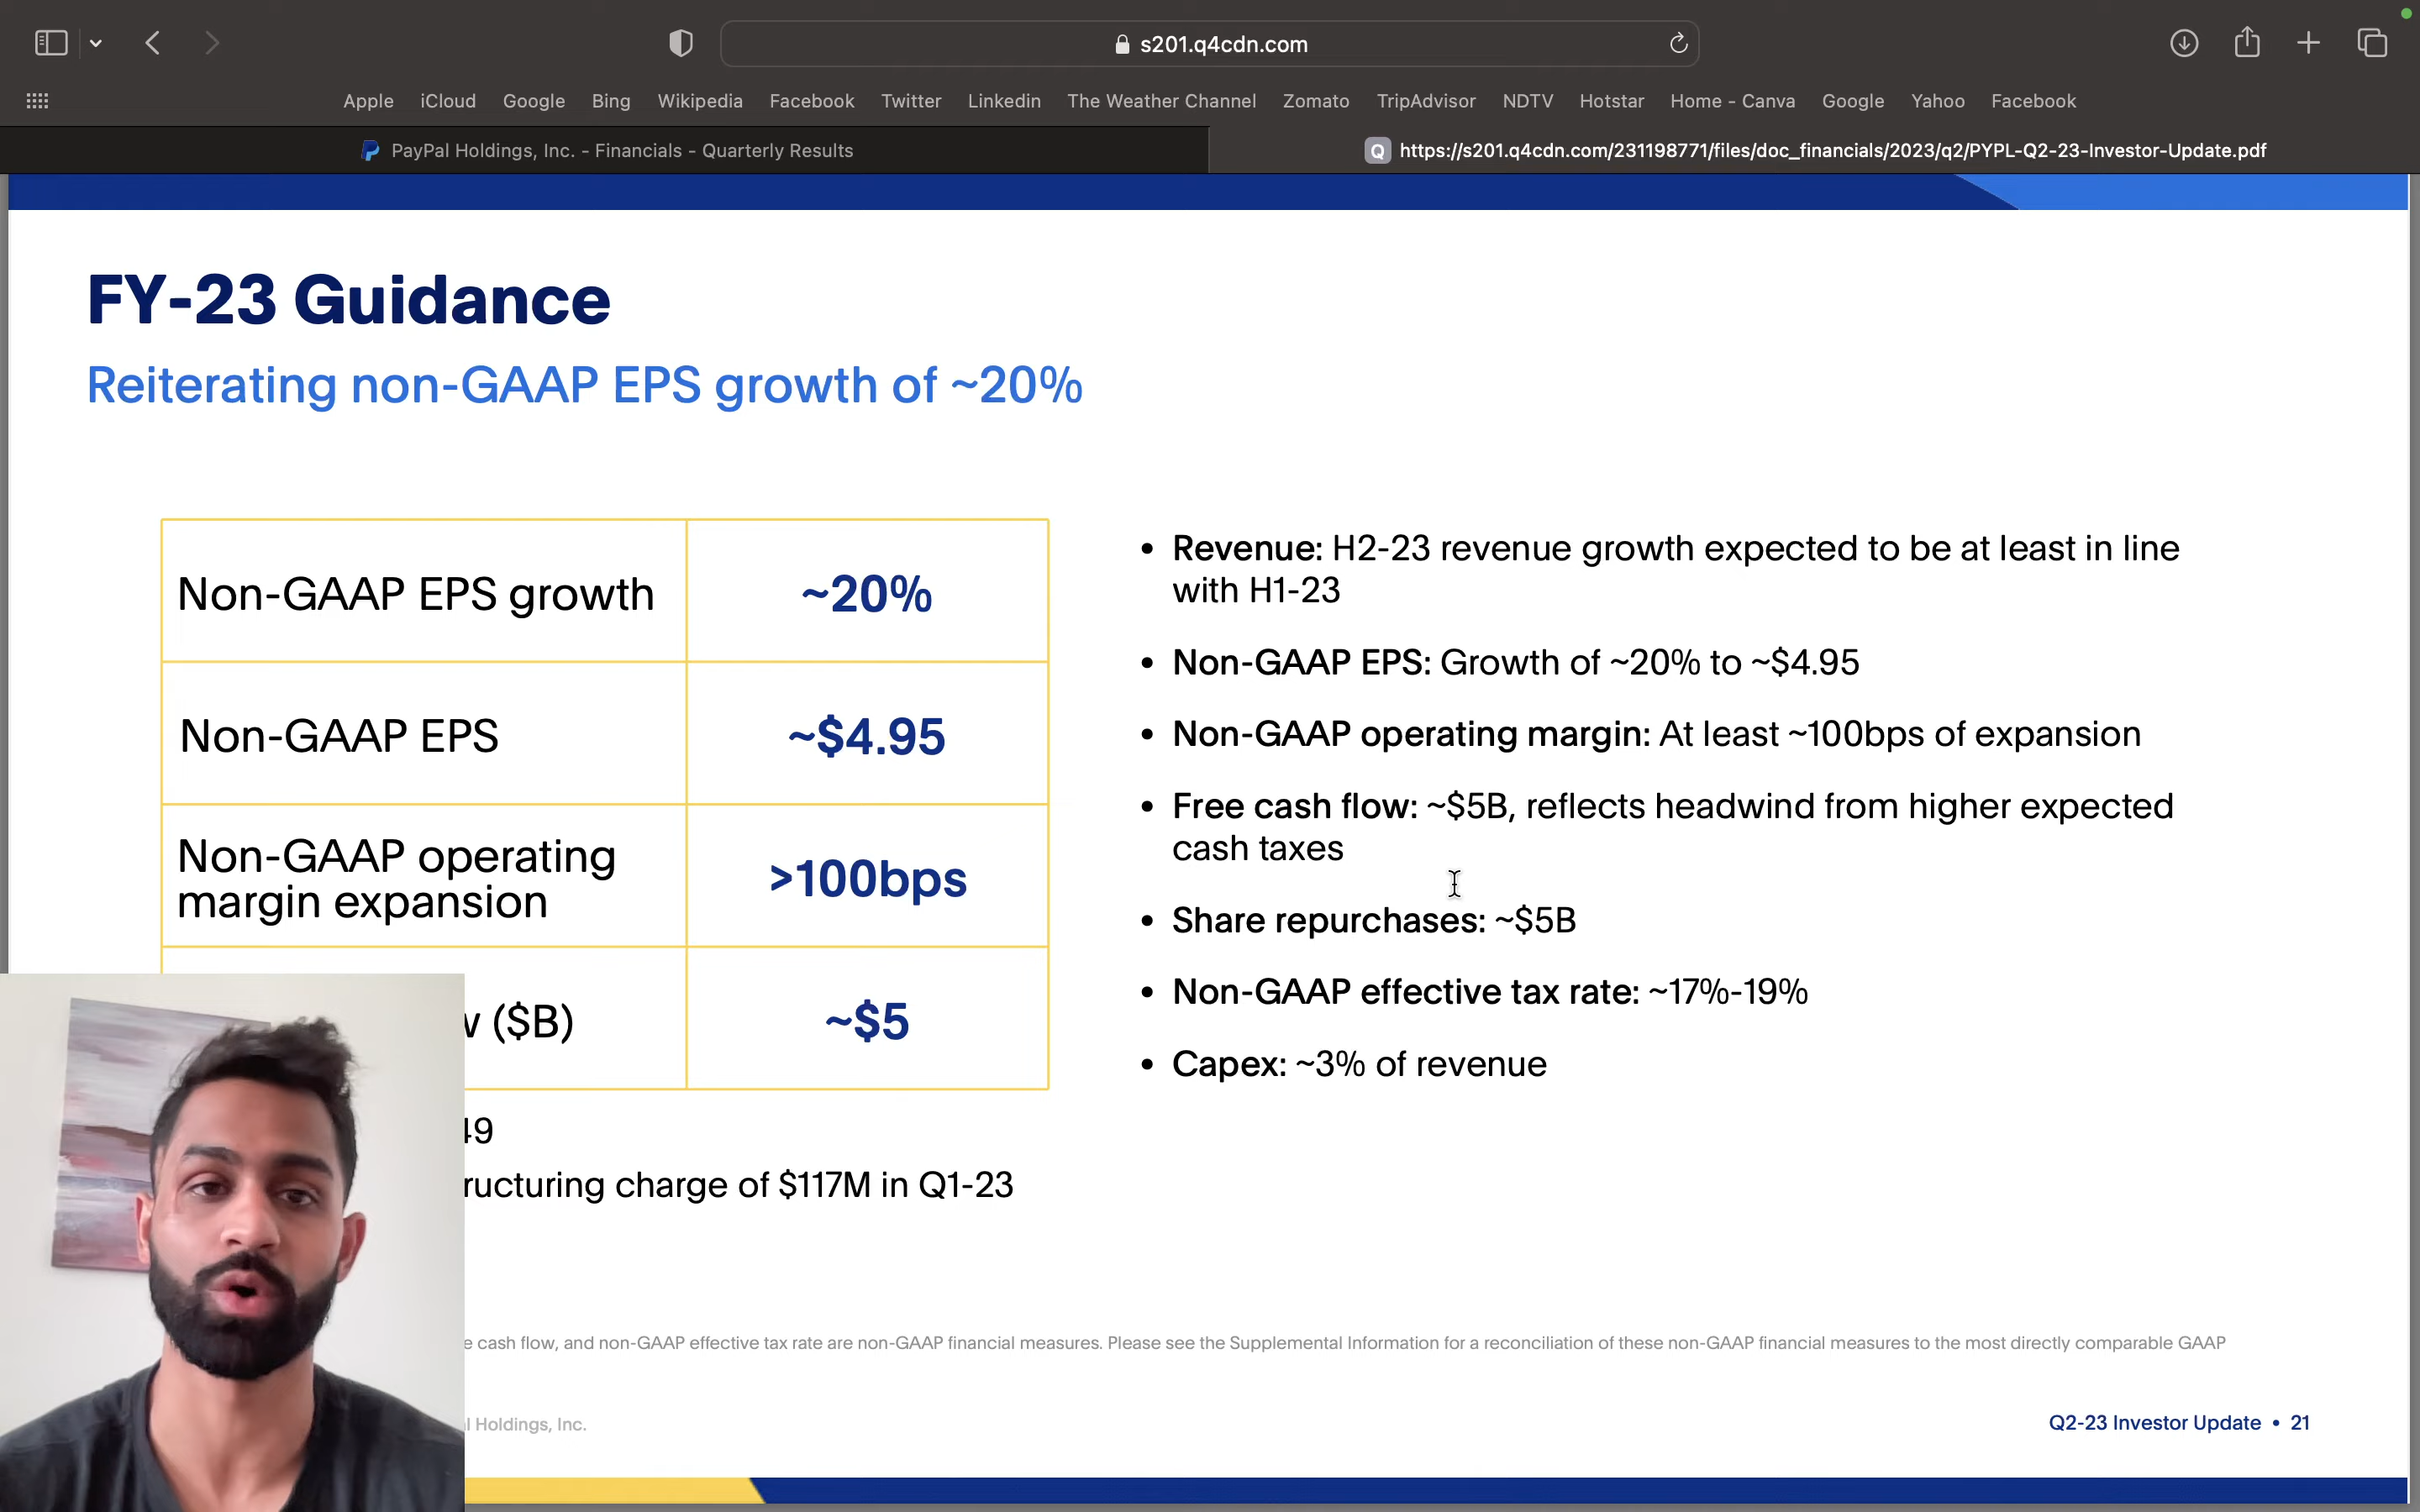 s201.q4cdn.com
Apple iCloud Google Bing Wikipedia Facebook Twitter Linkedin The Weather Channel Zomato TripAdvisor NDTV Hotstar Home - Canva Google Yahoo Facebook
PayPal Holdings, Inc. - Financials - Quarterly Results
Q https://s201.q4cdn.com/231198771/files/doc_financials/2023/q2/PYPL-Q2-23-Investor-Update.pdf
FY-23 Guidance
Reiterating non-GAAP EPS growth of ~20%
Non-GAAP EPS growth ~20%
Non-GAAP EPS ~$4.95
Non-GAAP operating
margin expansion >100bps
($B) ~$5
ructuring charge of $117M in Q1-23
• Revenue: H2-23 revenue growth expected to be at least in line
with H1-23
• Non-GAAP EPS: Growth of ~20% to ~$4.95
• Non-GAAP operating margin: At least ~100bps of expansion
• Free cash flow: ~$5B, reflects headwind from higher expected
cash taxes
• Share repurchases: ~$5B
• Non-GAAP effective tax rate: ~17%-19%
• Capex: ~3% of revenue
e cash flow, and non-GAAP effective tax rate are non-GAAP financial measures. Please see the Supplemental Information for a reconciliation of these non-GAAP financial measures to the most directly comparable GAAP
l Holdings, Inc.
Q2-23 Investor Update • 21